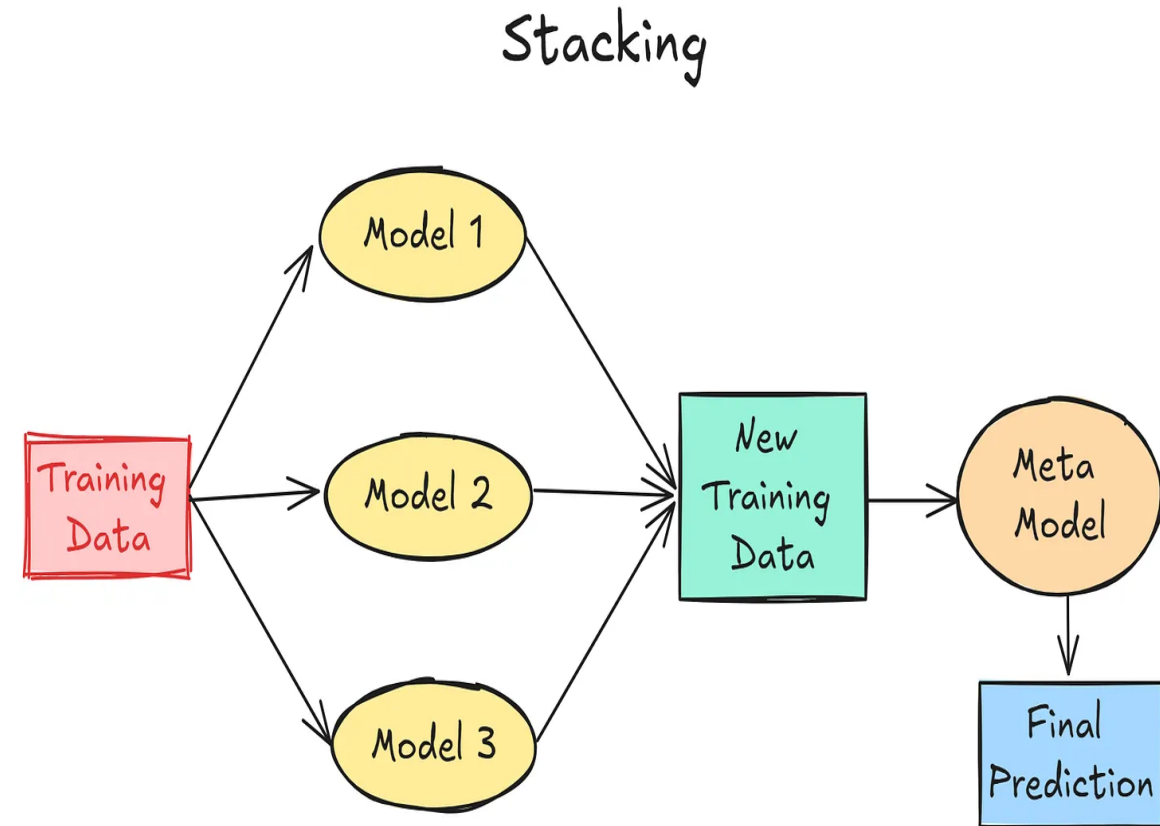 Stacking
Model 1
Training
Data
Model 2
Model 3
New
Training
Data
Meta
Model
Final
Prediction